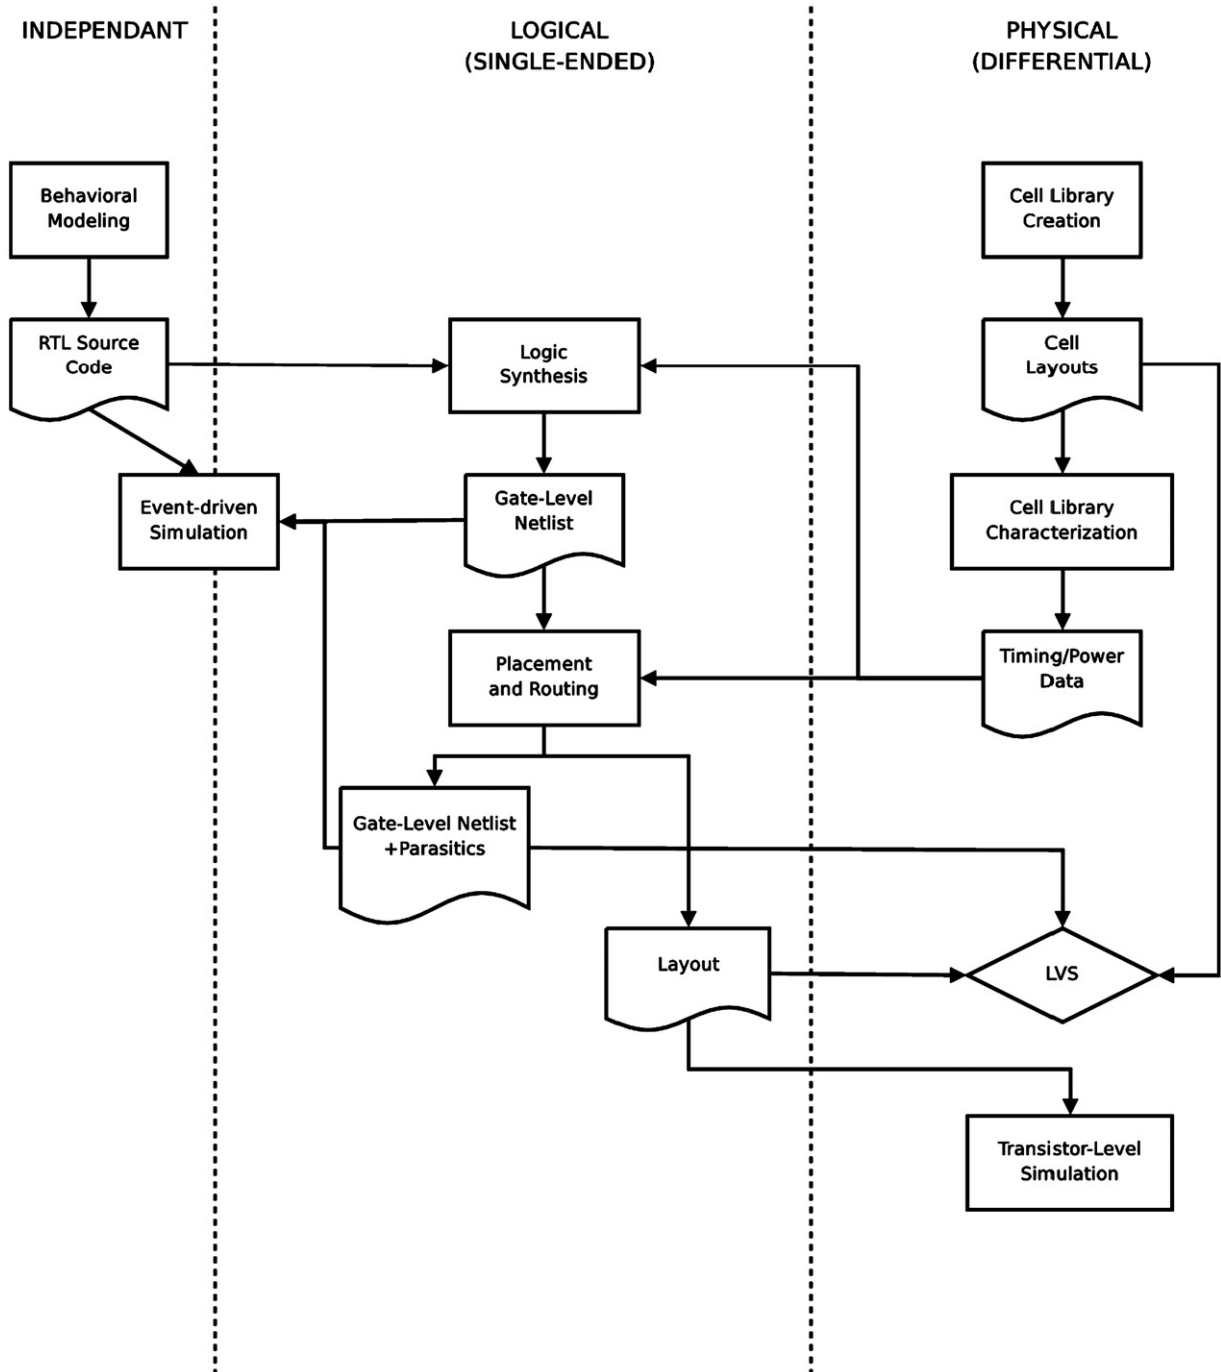 INDEPENDANT
LOGICAL
(SINGLE-ENDED)
PHYSICAL
(DIFFERENTIAL)
Behavioral
Modeling
Cell Library
Creation
RTL Source
Code
Logic
Synthesis
Cell
Layouts
Event-driven
Simulation
Gate-Level
Netlist
Cell Library
Characterization
Placement
and Routing
Timing/Power
Data
Gate-Level Netlist
+Parasitics
Layout
LVS
Transistor-Level
Simulation